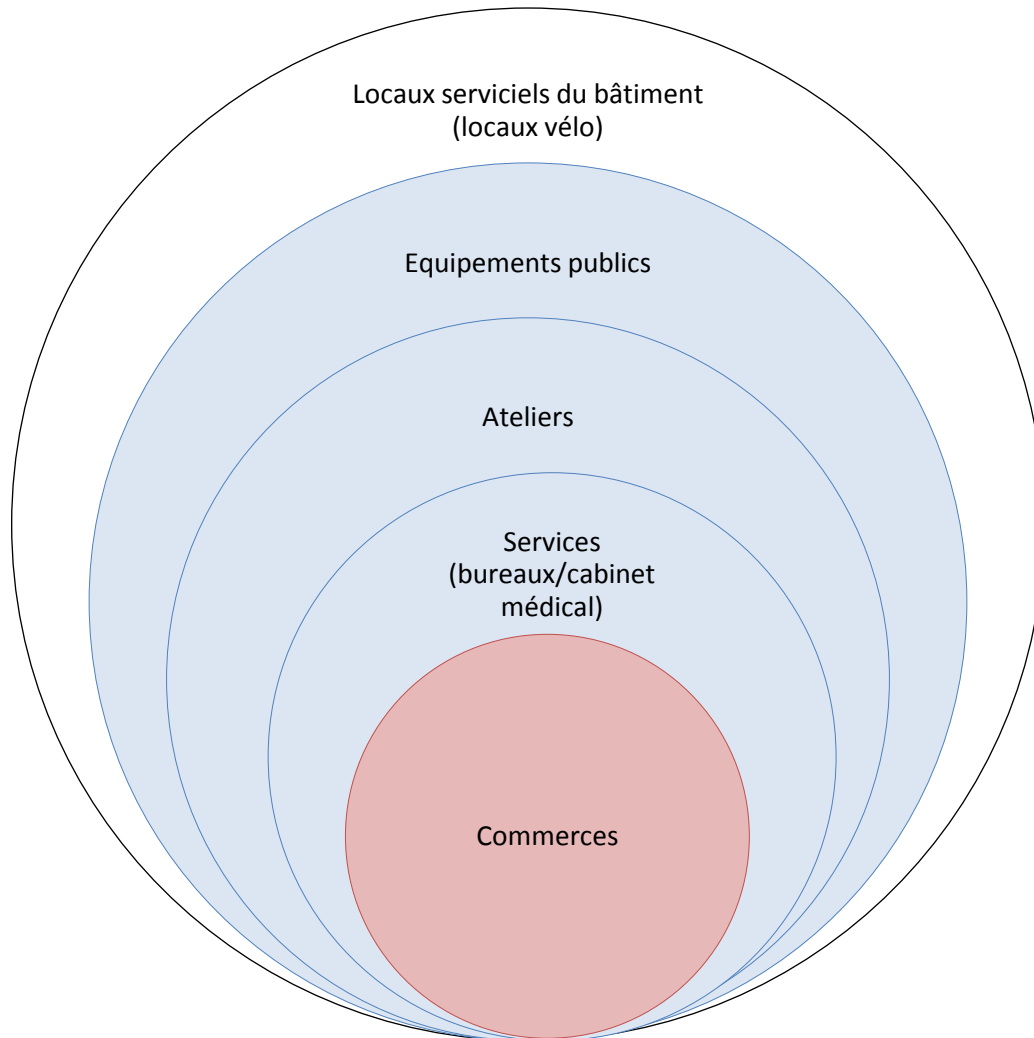 Locaux serviciels du bâtiment
(locaux vélo)
Equipements publics
Ateliers
Services
(bureaux/cabinet
médical)
Commerces